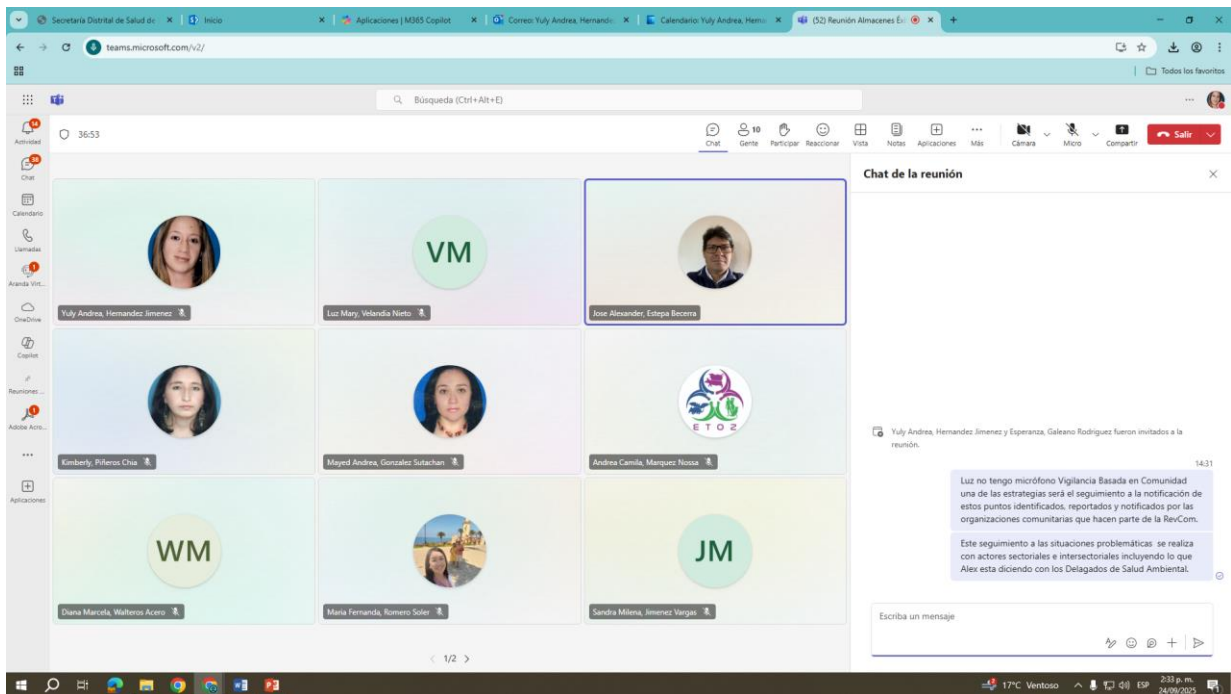 Secretaría Distrital de Salud de
Inicio
Aplicaciones | M365 Copilot
Correo: Yuly Andrea, Hernande
Calendario: Yuly Andrea, Herna
(52) Reunión Almacenes Éxi
teams.microsoft.com/v2/
Todos los favoritos
Búsqueda (Ctrl+Alt+E)
14
Actividad
36:53
Chat
10
Gente
Participar
Reaccionar
Vista
Notas
Aplicaciones
Más
Cámara
Micro
Compartir
Salir
38
Chat
Calendario
Llamadas
1
Aranda Virt...
OneDrive
Copilot
Reuniones ...
1
Adobe Acro...
Aplicaciones
VM
Yuly Andrea, Hernandez Jimenez
Luz Mary, Velandia Nieto
Jose Alexander, Estepa Becerra
ETOZ
Kimberly, Piñeros Chia
Mayed Andrea, Gonzalez Sutachan
Andrea Camila, Marquez Nossa
WM
JM
Diana Marcela, Walteros Acero
Maria Fernanda, Romero Soler
Sandra Milena, Jimenez Vargas
1/2
Chat de la reunión
Yuly Andrea, Hernandez Jimenez y Esperanza, Galeano Rodriguez fueron invitados a la
reunión.
14:31
Luz no tengo micrófono Vigilancia Basada en Comunidad
una de las estrategias será el seguimiento a la notificación de
estos puntos identificados, reportados y notificados por las
organizaciones comunitarias que hacen parte de la RevCom.
Este seguimiento a las situaciones problemáticas se realiza
con actores sectoriales e intersectoriales incluyendo lo que
Alex esta diciendo con los Delagados de Salud Ambiental.
Escriba un mensaje
17°C Ventoso
ESP
2:33 p. m.
24/09/2025